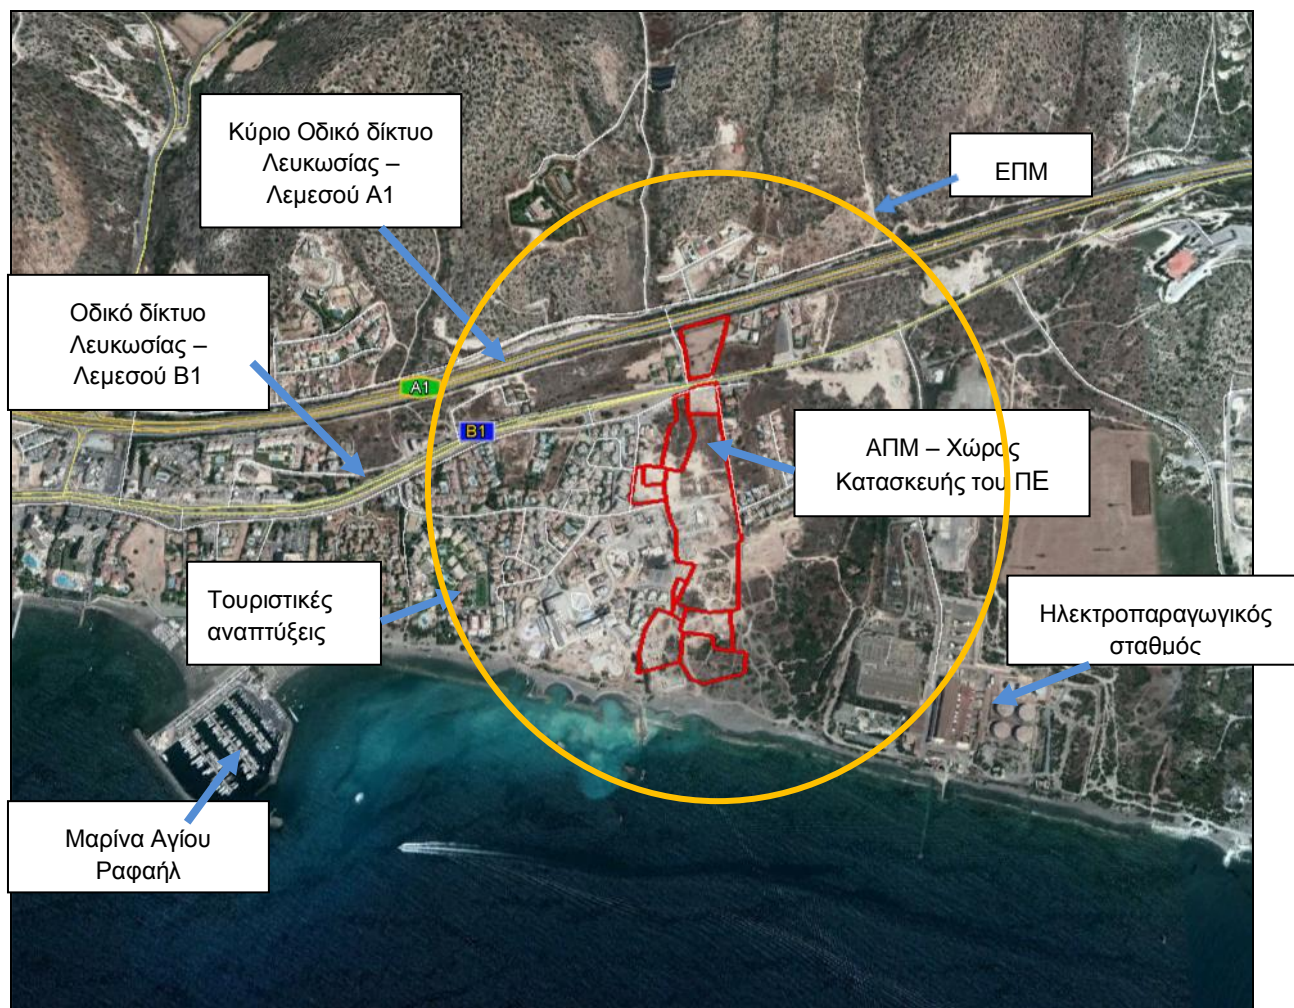 Κύριο Οδικό δίκτυο
Λευκωσίας –
Λεμεσού Α1
ΕΠΜ
Οδικό δίκτυο
Λευκωσίας –
Λεμεσού Β1
A1
B1
ΑΠΜ – Χώρος
Κατασκευής του ΠΕ
Τουριστικές
αναπτύξεις
Ηλεκτροπαραγωγικός
σταθμός
Μαρίνα Αγίου
Ραφαήλ